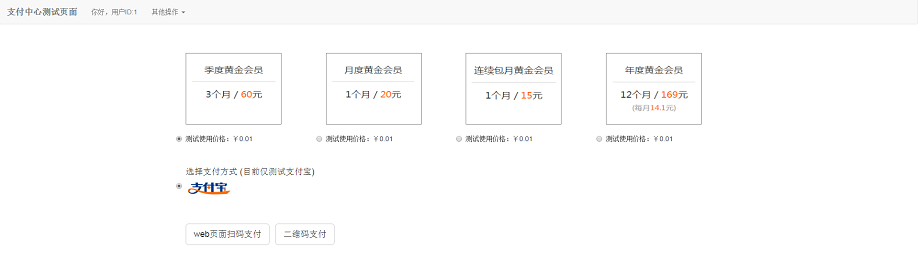 支付中心测试页面 你好，用户ID:1 其他操作
季度黄金会员 月度黄金会员 连续包月黄金会员 年度黄金会员
3个月 / 60元 1个月 / 20元 1个月 / 15元 12个月 / 169元
(每月14.1元)
测试使用价格：￥0.01 测试使用价格：￥0.01 测试使用价格：￥0.01 测试使用价格：￥0.01
选择支付方式 (目前仅测试支付宝)
支付宝
web页面扫码支付 二维码支付